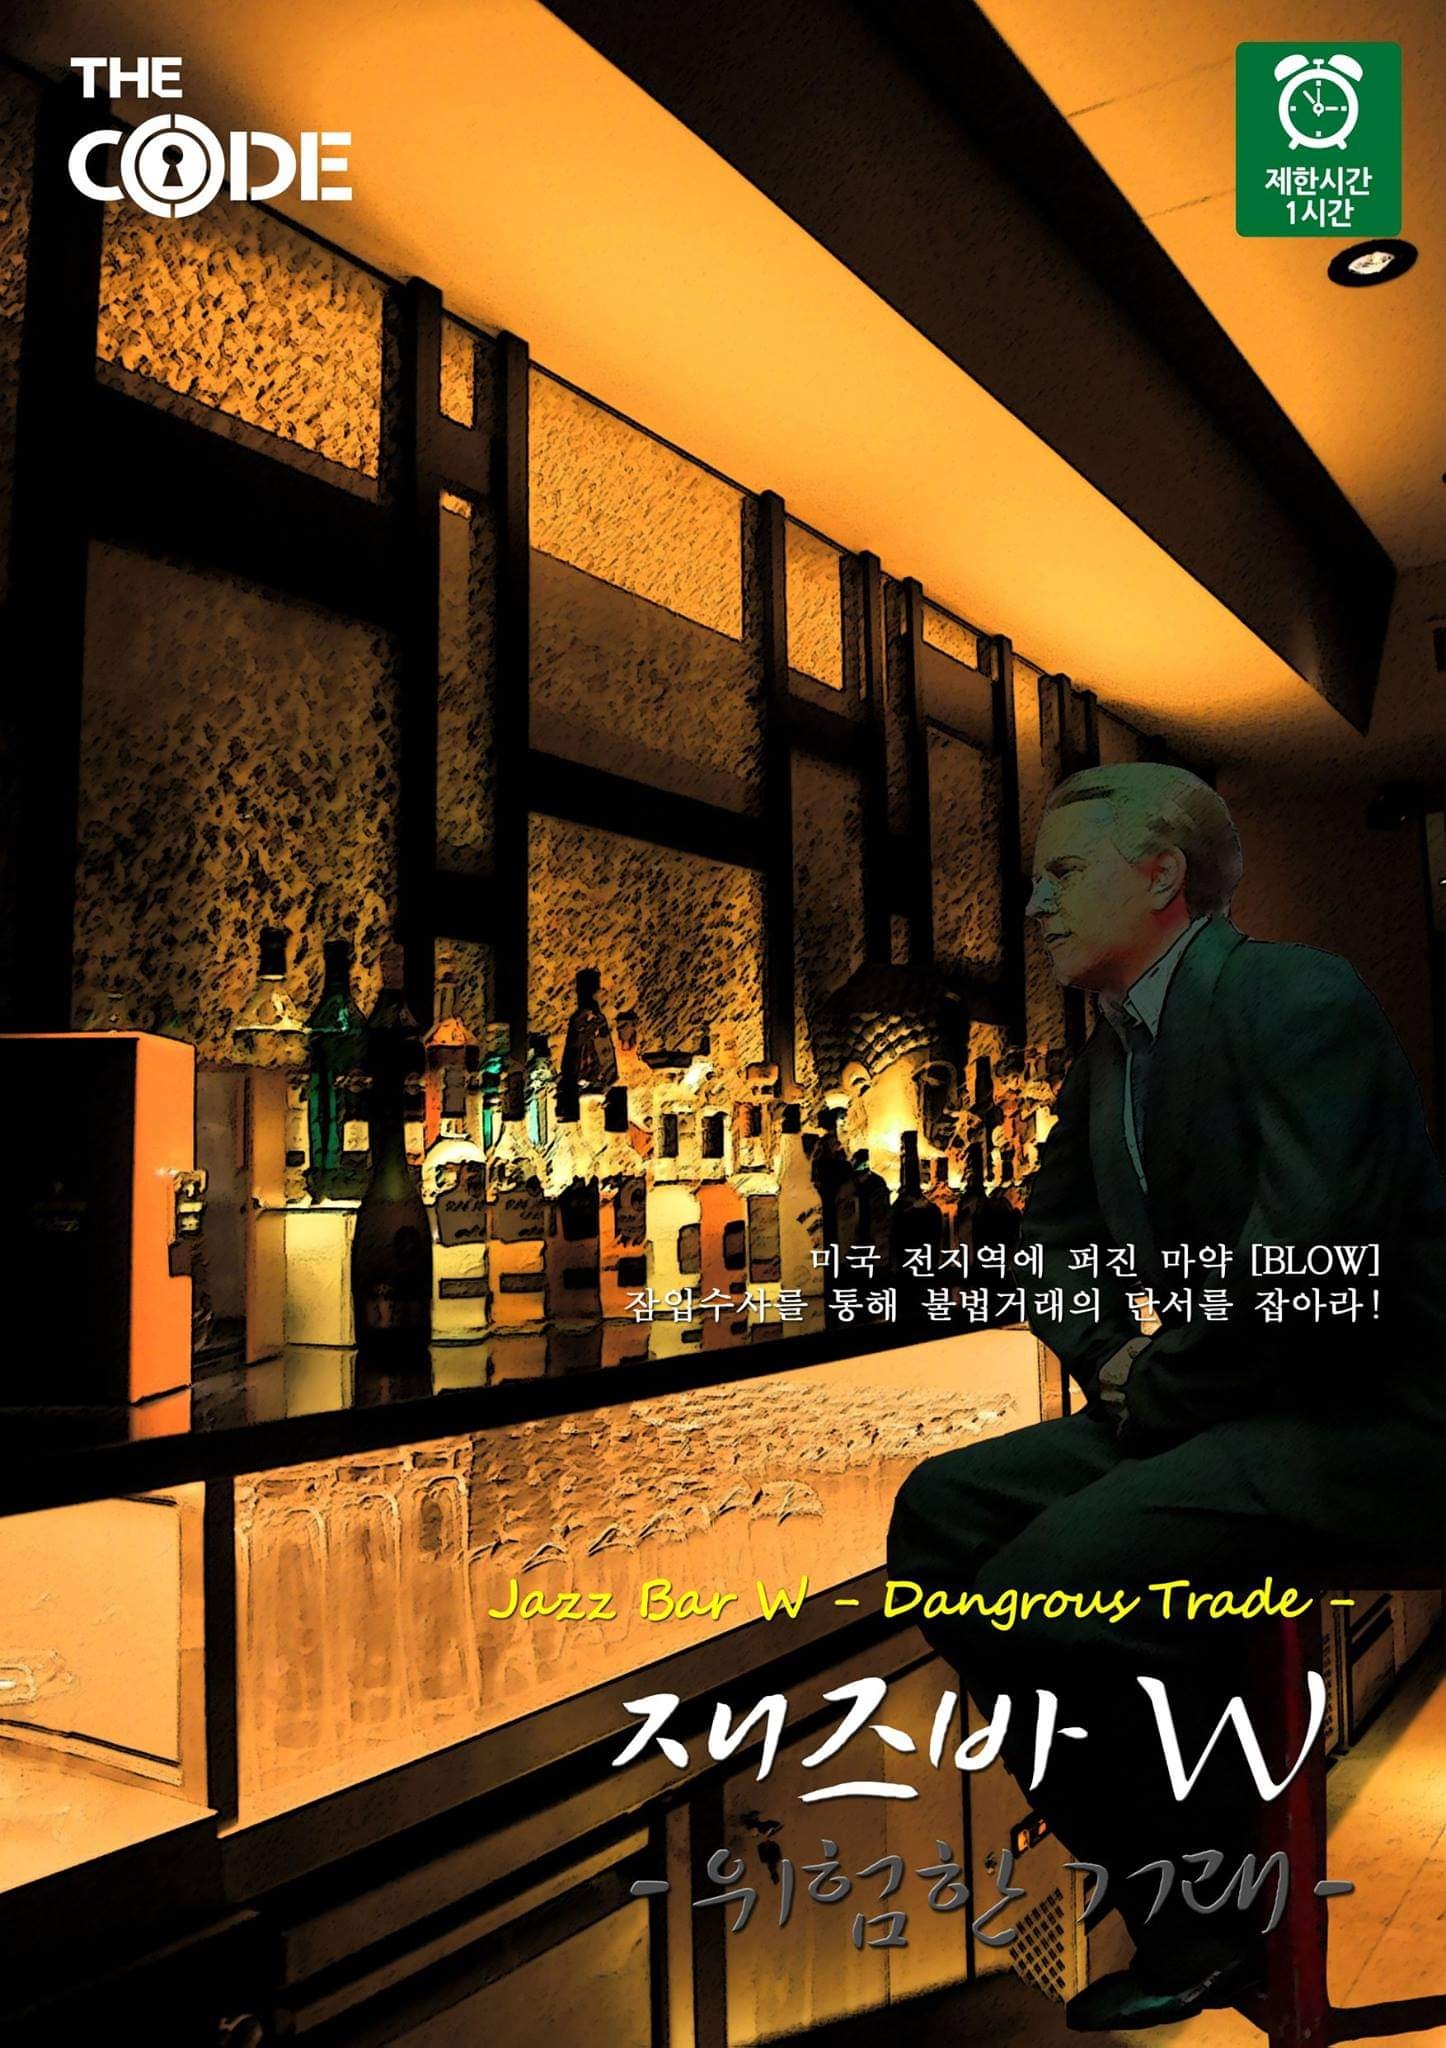 THE
CODE
제한시간
1시간
미국 전지역에 퍼진 마약 [BLOW]
잠입수사를 통해 불법거래의 단서를 잡아라!
Jazz Bar W - Dangrous Trade -
재즈바 W
- 위험한 거래 -